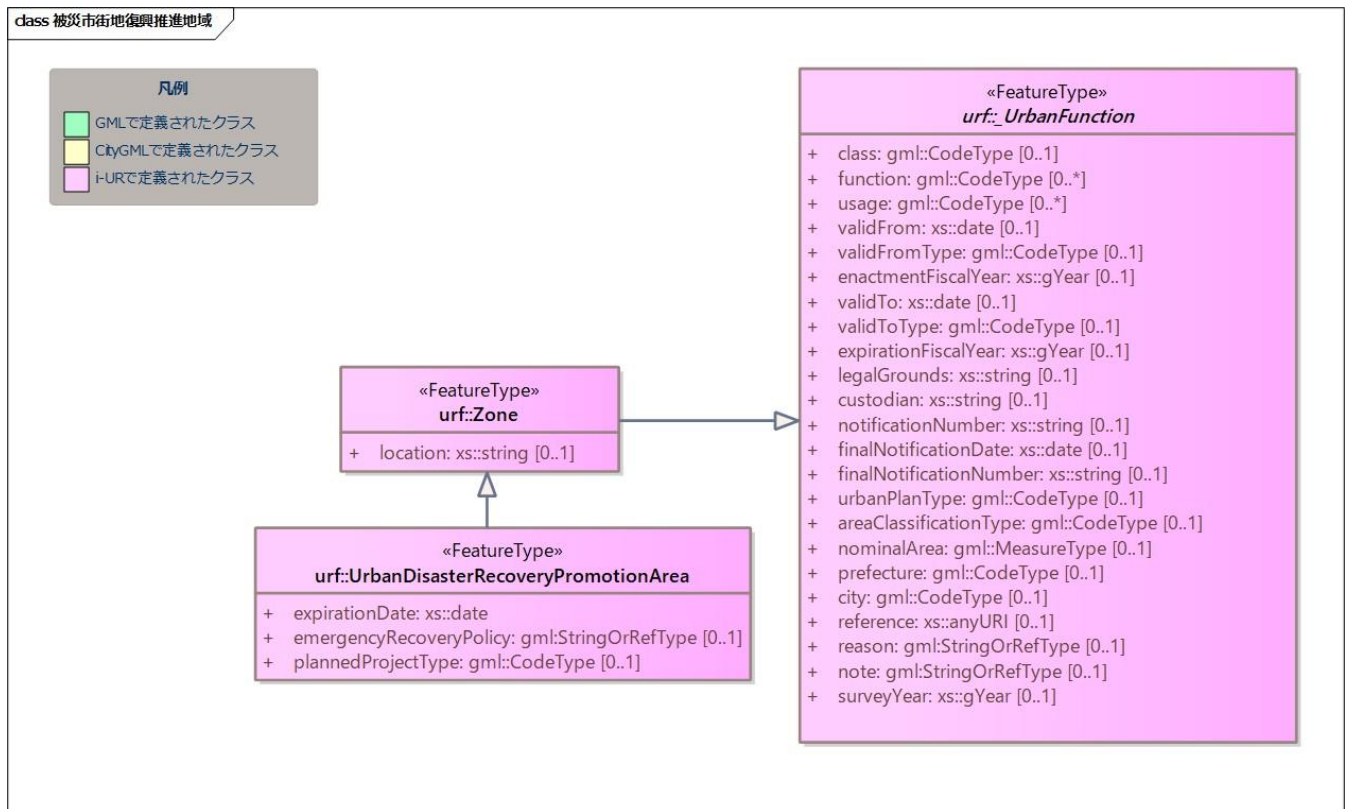 class 被災市街地復興推進地域
凡例
GMLで定義されたクラス
CityGMLで定義されたクラス
i-URで定義されたクラス
«FeatureType»
urf::_UrbanFunction
+ class: gml::CodeType [0..1]
+ function: gml::CodeType [0..*]
+ usage: gml::CodeType [0..*]
+ validFrom: xs::date [0..1]
+ validFromType: gml::CodeType [0..1]
+ enactmentFiscalYear: xs::gYear [0..1]
+ validTo: xs::date [0..1]
+ validToType: gml::CodeType [0..1]
+ expirationFiscalYear: xs::gYear [0..1]
+ legalGrounds: xs::string [0..1]
+ custodian: xs::string [0..1]
+ notificationNumber: xs::string [0..1]
+ finalNotificationDate: xs::date [0..1]
+ finalNotificationNumber: xs::string [0..1]
+ urbanPlanType: gml::CodeType [0..1]
+ areaClassificationType: gml::CodeType [0..1]
+ nominalArea: gml::MeasureType [0..1]
+ prefecture: gml::CodeType [0..1]
+ city: gml::CodeType [0..1]
+ reference: xs::anyURI [0..1]
+ reason: gml:StringOrRefType [0..1]
+ note: gml:StringOrRefType [0..1]
+ surveyYear: xs::gYear [0..1]
«FeatureType»
urf::Zone
+ location: xs::string [0..1]
«FeatureType»
urf::UrbanDisasterRecoveryPromotionArea
+ expirationDate: xs::date
+ emergencyRecoveryPolicy: gml:StringOrRefType [0..1]
+ plannedProjectType: gml::CodeType [0..1]